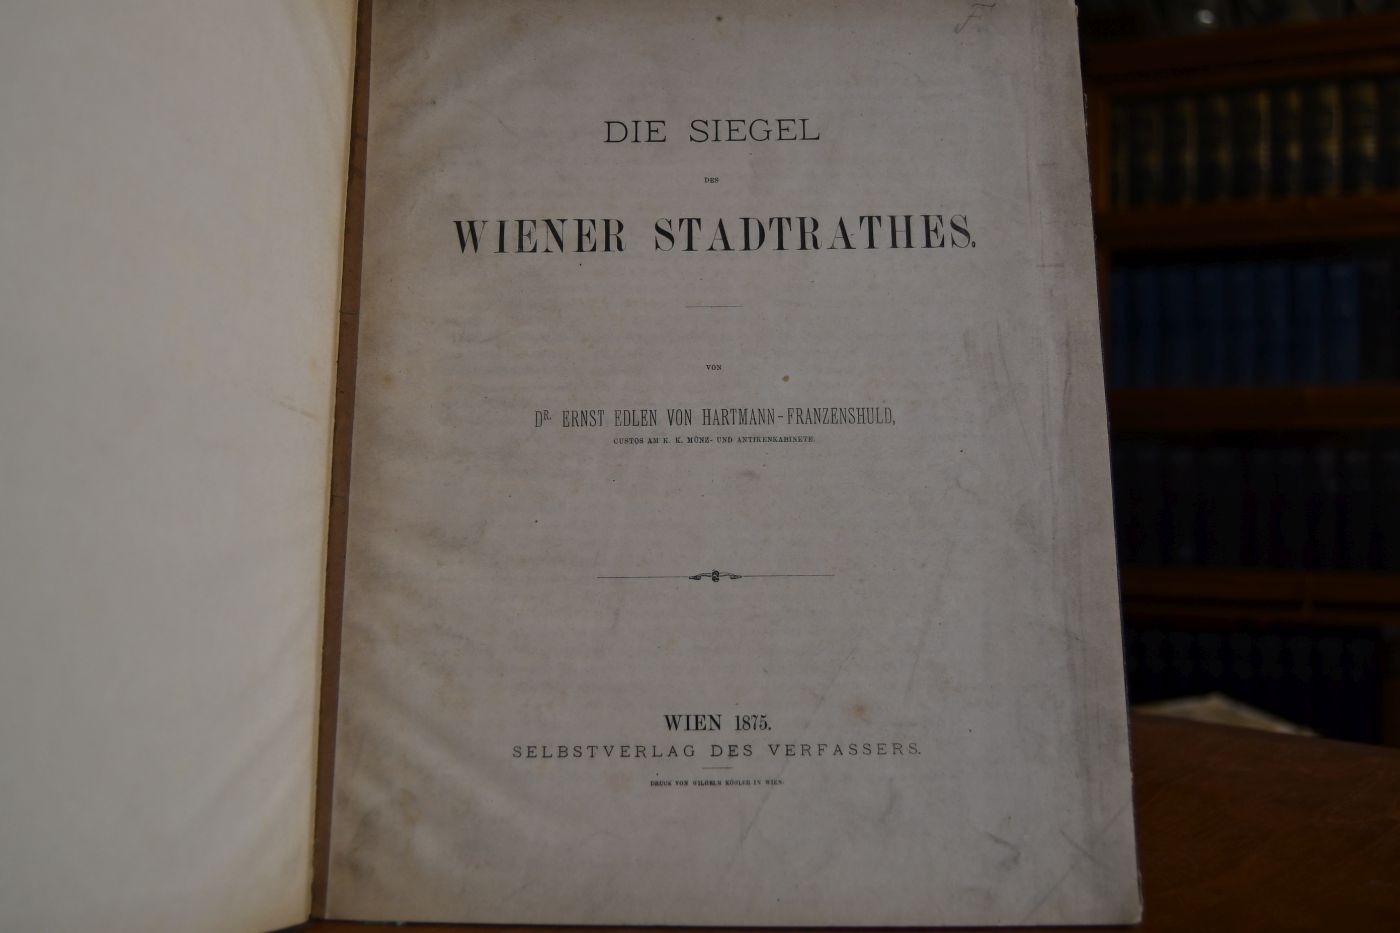 F.
DIE SIEGEL
DES
WIENER STADTRATHES.
VON
DR. ERNST EDLEN VON HARTMANN-FRANZENSHULD,
CUSTOS AM K. K. MÜNZ- UND ANTIKENKABINETE.
WIEN 1875.
SELBSTVERLAG DES VERFASSERS.
DRUCK VON WILHELM KÖHLER IN WIEN.